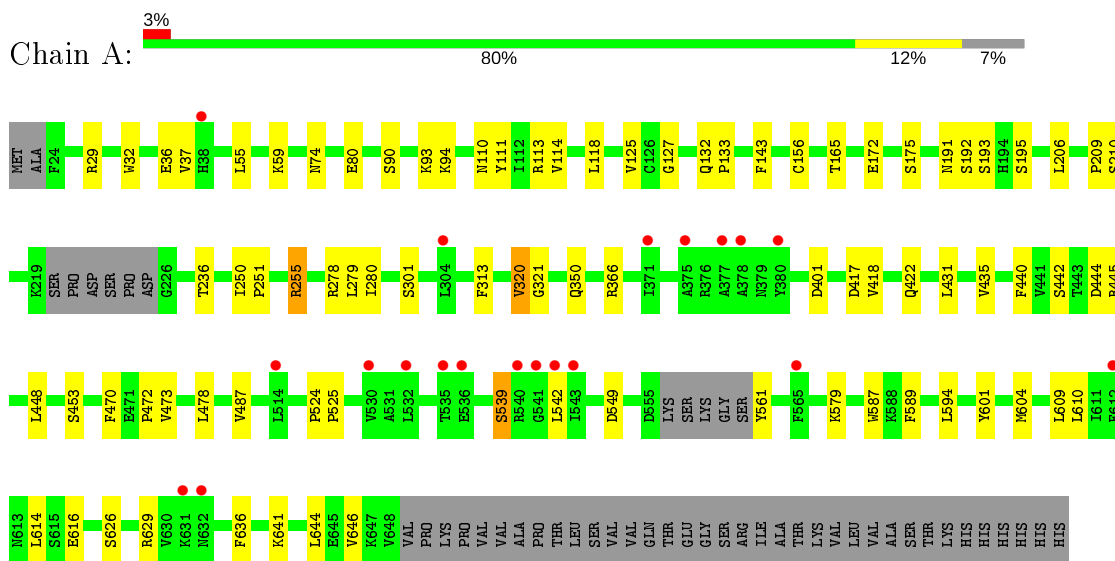 3%
Chain A:
80% 12% 7%
MET ALA F24 R29 W32 E36 V37 H38 L55 K59 N74 E80 S90 K93 K94 N110 Y111 I112 R113 V114 L118 V125 C126 G127 Q132 P133 F143 C156 T165 E172 S175 N191 S192 S193 H194 S195 L206 P209 S210
K219 SER PRO ASP SER PRO ASP G226 T236 I250 P251 R255 R278 L279 I280 S301 L304 F313 V320 G321 Q350 R366 I371 A375 R376 A377 A378 N379 Y380 D401 D417 V418 Q422 L431 V435 F440 V441 S442 T443 D444
L448 S453 F470 E471 P472 V473 L478 V487 L514 P524 P525 V530 A531 L532 T535 E536 S539 R540 G541 L542 I543 D549 D555 LYS SER LYS GLY SER Y561 F565 K579 W587 K588 F589 L594 Y601 M604 L609 L610 I611
N613 L614 S615 E616 S626 R629 V630 K631 N632 F636 K641 L644 E645 V646 K647 V648 VAL PRO LYS PRO VAL VAL ALA PRO THR LEU SER VAL VAL GLN THR THR GLU GLY SER ARG ILE ALA THR LYS VAL LEU VAL ALA SER THR LYS HIS HIS HIS HIS HIS HIS